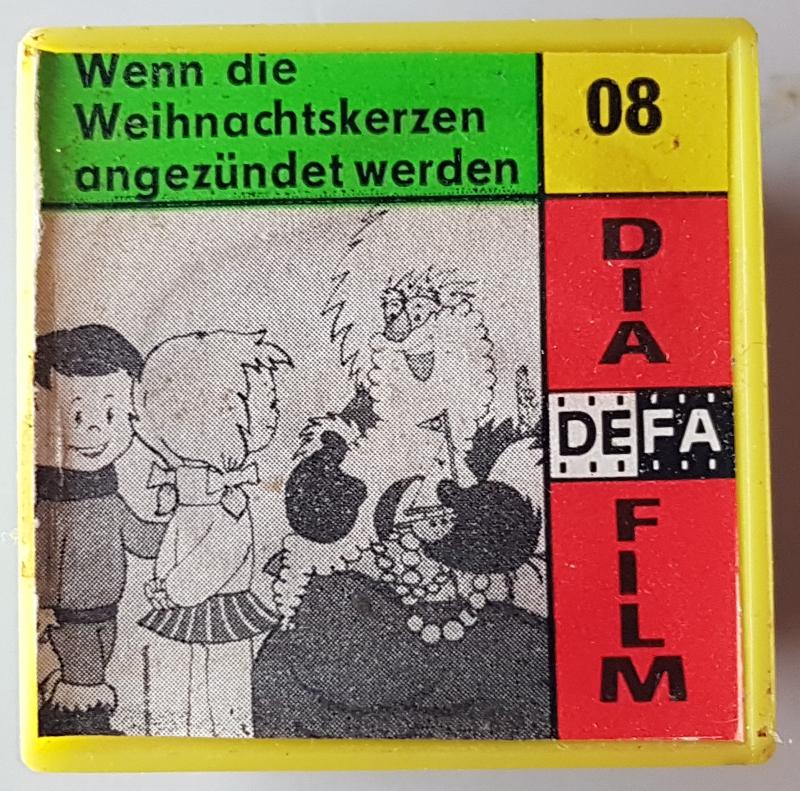 Wenn die
Weihnachtskerzen
angezündet werden
08
DIA
DEFA
FILM